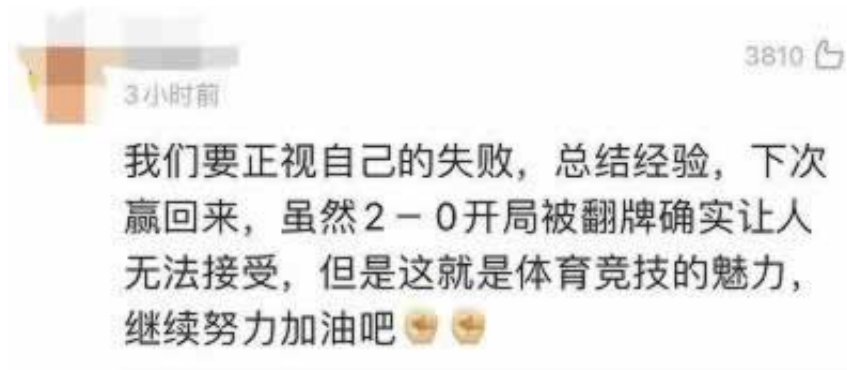 3810
3小时前
我们要正视自己的失败，总结经验，下次
赢回来，虽然2－0开局被翻牌确实让人
无法接受，但是这就是体育竞技的魅力，
继续努力加油吧✊✊